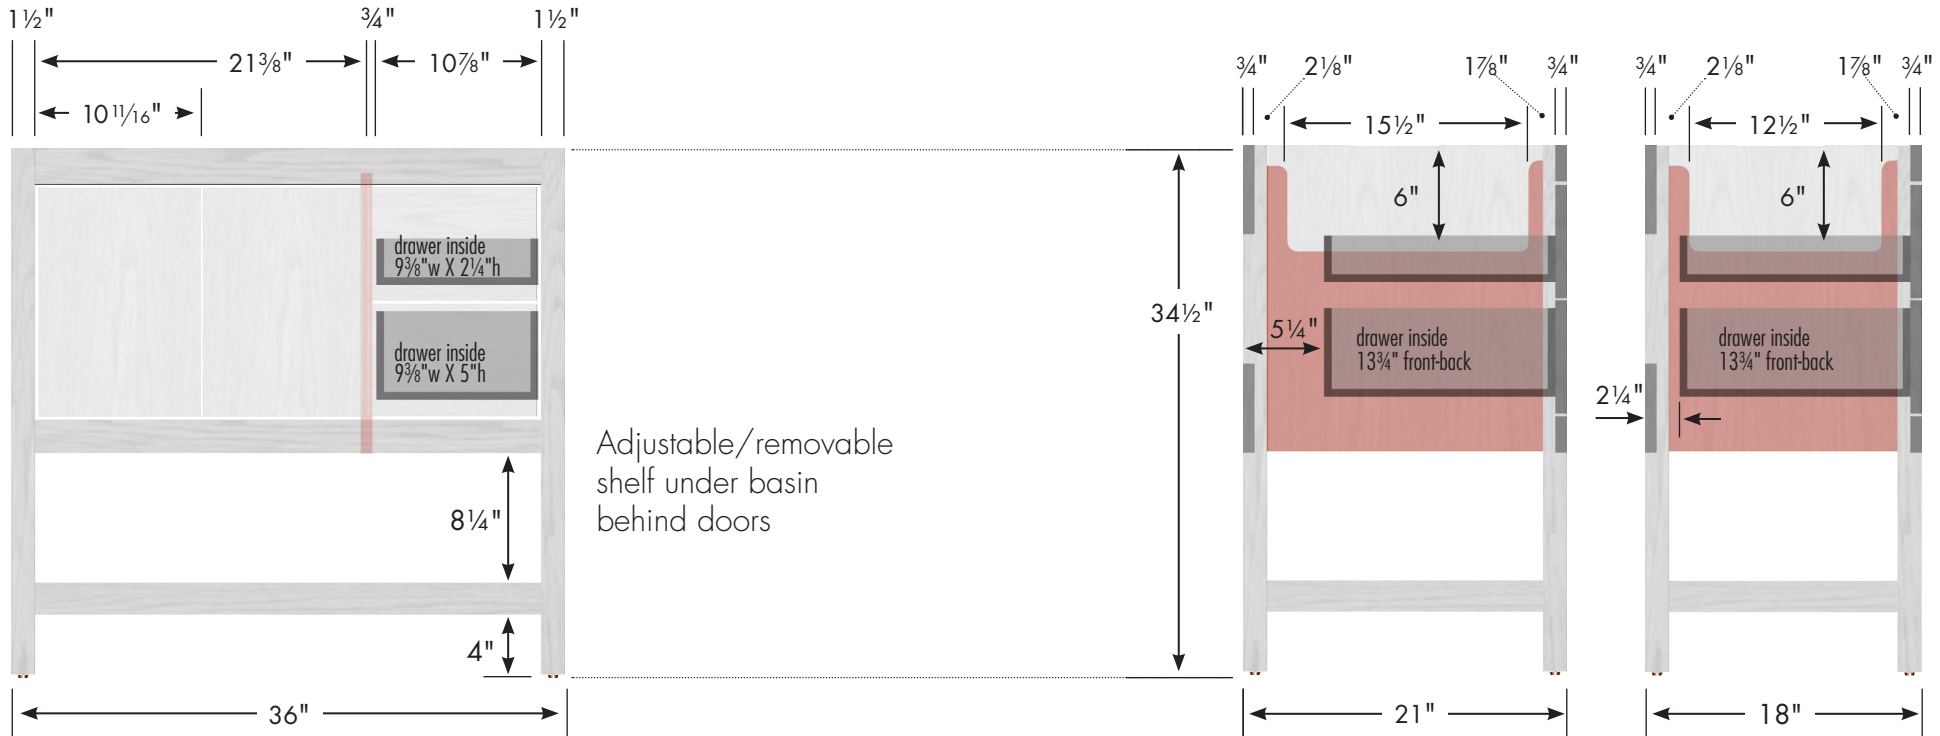 1½" ¾" 1½"
21⅜" 10⅞"
10 11/16"
drawer inside
9⅜"w X 2¼"h
drawer inside
9⅜"w X 5"h
8¼"
4"
36"
Adjustable/removable
shelf under basin
behind doors
34½"
¾" 2⅛" 1⅞" ¾"
15½"
6"
5¼"
drawer inside
13¾" front-back
21"
¾" 2⅛" 1⅞" ¾"
12½"
6"
drawer inside
13¾" front-back
2¼"
18"